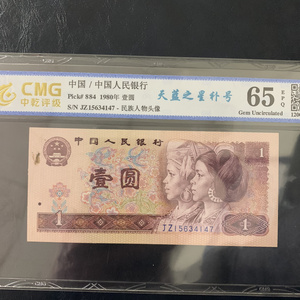 CMG
中乾评级
中国 / 中国人民银行
Pick# 884 1980年 壹圆
S/N JZ15634147 - 民族人物头像
天蓝之星补号
65
EPQ
Gem Uncirculated
中国人民银行
壹圆
1
1
JZ15634147